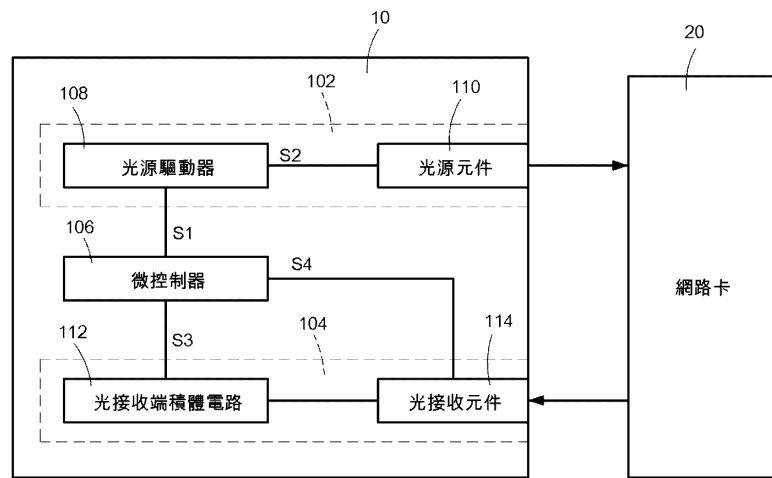 10
20
102
108
110
光源驅動器
S2
光源元件
S1
106
S4
微控制器
網路卡
S3
112
104
114
光接收端積體電路
光接收元件